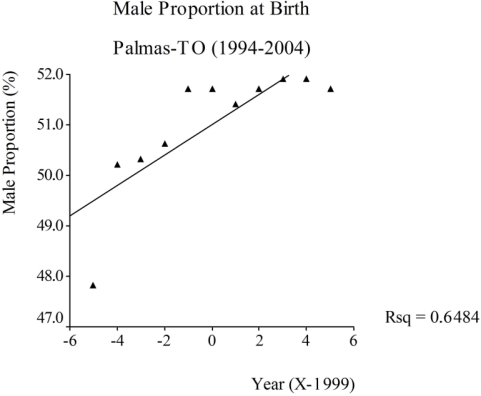 Male Proportion at Birth
Palmas-TO (1994-2004)
Male Proportion (%)
52.0
51.0
50.0
49.0
48.0
47.0
-6 -4 -2 0 2 4 6
Rsq = 0.6484
Year (X-1999)